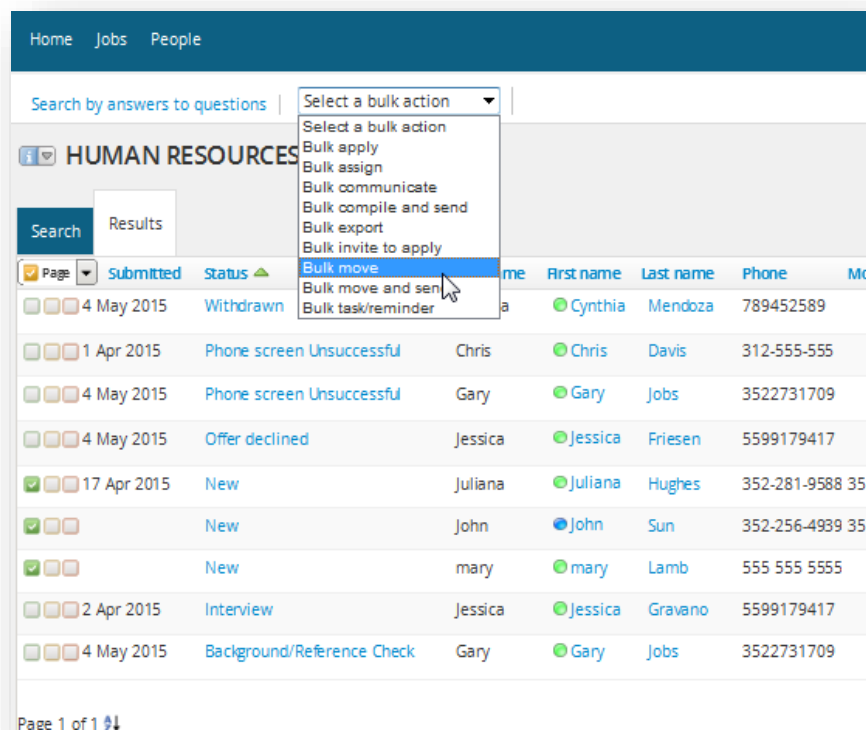 Home Jobs People
Search by answers to questions Select a bulk action
Select a bulk action
Bulk apply
HUMAN RESOURCES
Bulk assign
Bulk communicate
Bulk compile and send
Bulk export
Bulk invite to apply
Bulk move
Bulk move and send
Bulk task/reminder
Search Results
Page Submitted Status me First name Last name Phone Mo
4 May 2015 Withdrawn a Cynthia Mendoza 789452589
1 Apr 2015 Phone screen Unsuccessful Chris Chris Davis 312-555-555
4 May 2015 Phone screen Unsuccessful Gary Gary Jobs 3522731709
4 May 2015 Offer declined Jessica Jessica Friesen 5599179417
17 Apr 2015 New Juliana Juliana Hughes 352-281-9588 35
New John John Sun 352-256-4939 35
New mary mary Lamb 555 555 5555
2 Apr 2015 Interview Jessica Jessica Gravano 5599179417
4 May 2015 Background/Reference Check Gary Gary Jobs 3522731709
Page 1 of 1